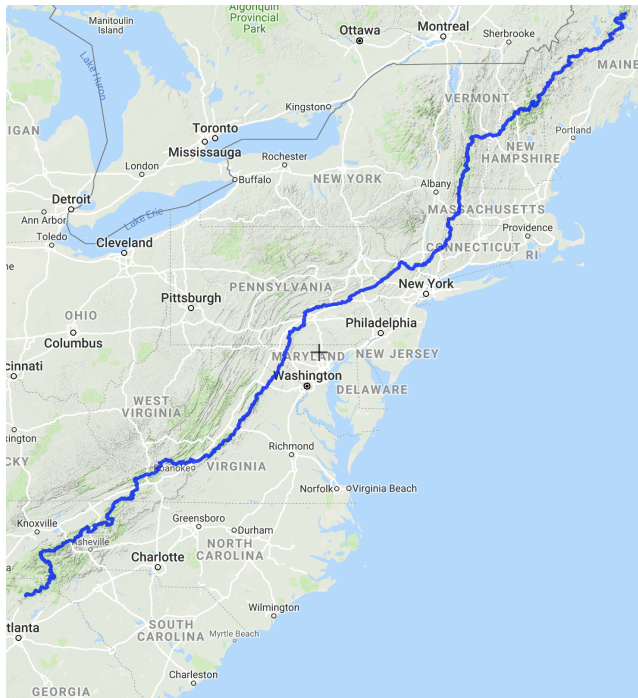 Algonquin
Provincial
Park
Manitoulin
Island
Ottawa
Montreal
Sherbrooke
MAINE
Lake Huron
Kingston
VERMONT
IGAN
Toronto
Mississauga
Portland
London
Rochester
NEW
HAMPSHIRE
Buffalo
NEW YORK
Albany
Detroit
MASSACHUSETTS
Ann Arbor
Lake Erie
Toledo
Cleveland
Providence
CONNECTICUT
RI
ne
PENNSYLVANIA
New York
Pittsburgh
OHIO
Columbus
Philadelphia
MARYLAND
NEW JERSEY
cinnati
Washington
DELAWARE
WEST
VIRGINIA
kington
Richmond
CKY
Roanoke
VIRGINIA
Norfolk
Virginia Beach
Knoxville
Greensboro
Durham
Asheville
NORTH
CAROLINA
Charlotte
a
Wilmington
tlanta
SOUTH
CAROLINA
Myrtle Beach
Charleston
GEORGIA